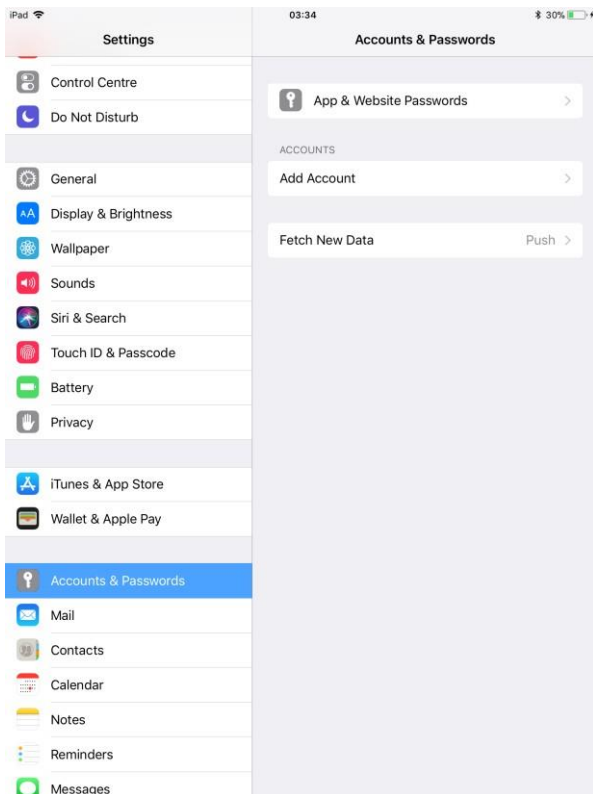 iPad 03:34 30%
Settings
Accounts & Passwords
Control Centre
Do Not Disturb
General
AA Display & Brightness
Wallpaper
Sounds
Siri & Search
Touch ID & Passcode
Battery
Privacy
iTunes & App Store
Wallet & Apple Pay
Accounts & Passwords
Mail
Contacts
Calendar
Notes
Reminders
Messages
App & Website Passwords
ACCOUNTS
Add Account
Fetch New Data Push